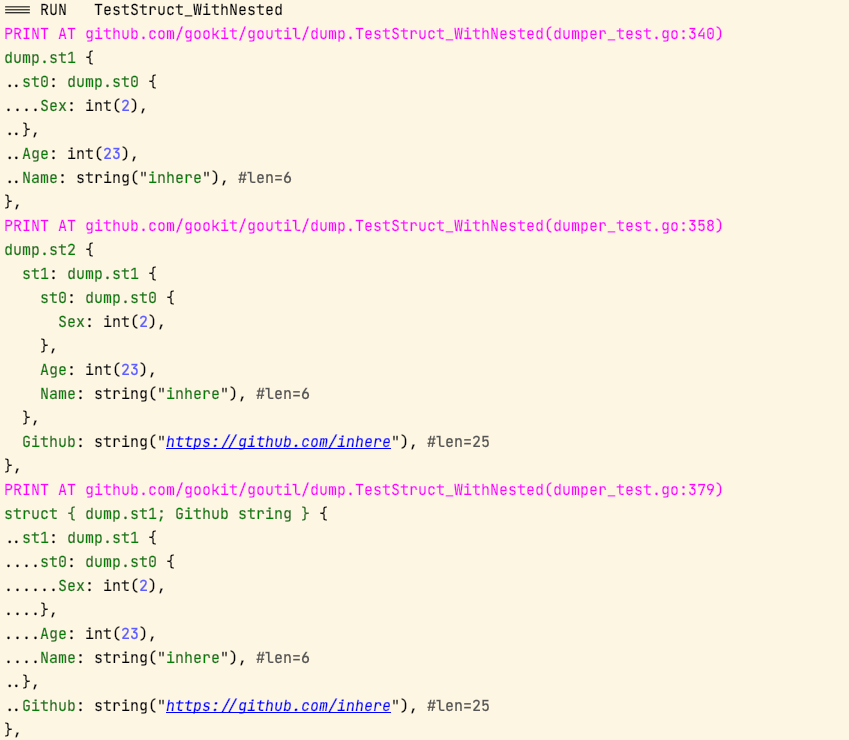 === RUN   TestStruct_WithNested
PRINT AT github.com/gookit/goutil/dump.TestStruct_WithNested(dumper_test.go:340)
dump.st1 {
..st0: dump.st0 {
....Sex: int(2),
..},
..Age: int(23),
..Name: string("inhere"), #len=6
},
PRINT AT github.com/gookit/goutil/dump.TestStruct_WithNested(dumper_test.go:358)
dump.st2 {
  st1: dump.st1 {
    st0: dump.st0 {
      Sex: int(2),
    },
    Age: int(23),
    Name: string("inhere"), #len=6
  },
  Github: string("https://github.com/inhere"), #len=25
},
PRINT AT github.com/gookit/goutil/dump.TestStruct_WithNested(dumper_test.go:379)
struct { dump.st1; Github string } {
..st1: dump.st1 {
....st0: dump.st0 {
......Sex: int(2),
....},
....Age: int(23),
....Name: string("inhere"), #len=6
..},
..Github: string("https://github.com/inhere"), #len=25
},